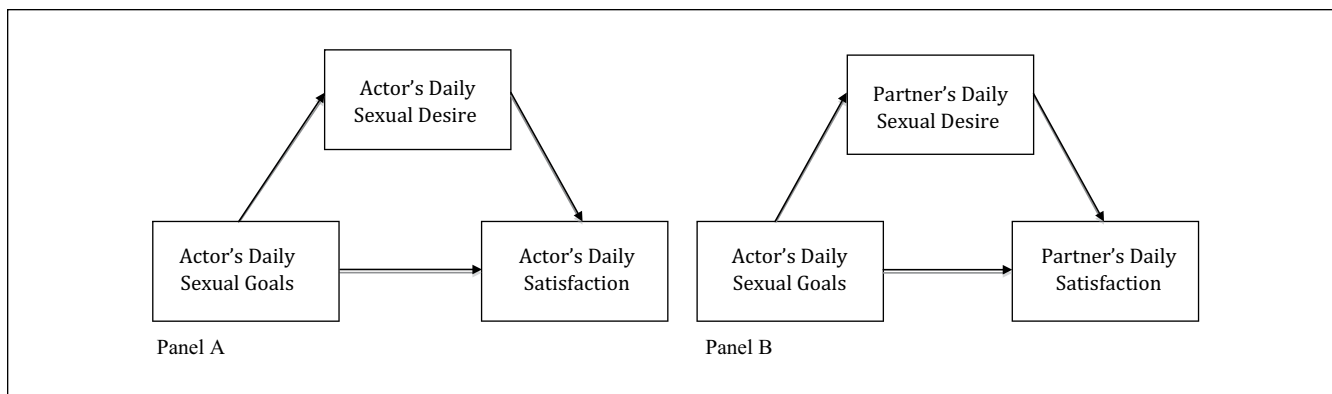 Actor’s Daily
Sexual Desire
Actor’s Daily
Sexual Goals
Actor’s Daily
Satisfaction
Panel A
Partner’s Daily
Sexual Desire
Actor’s Daily
Sexual Goals
Partner’s Daily
Satisfaction
Panel B